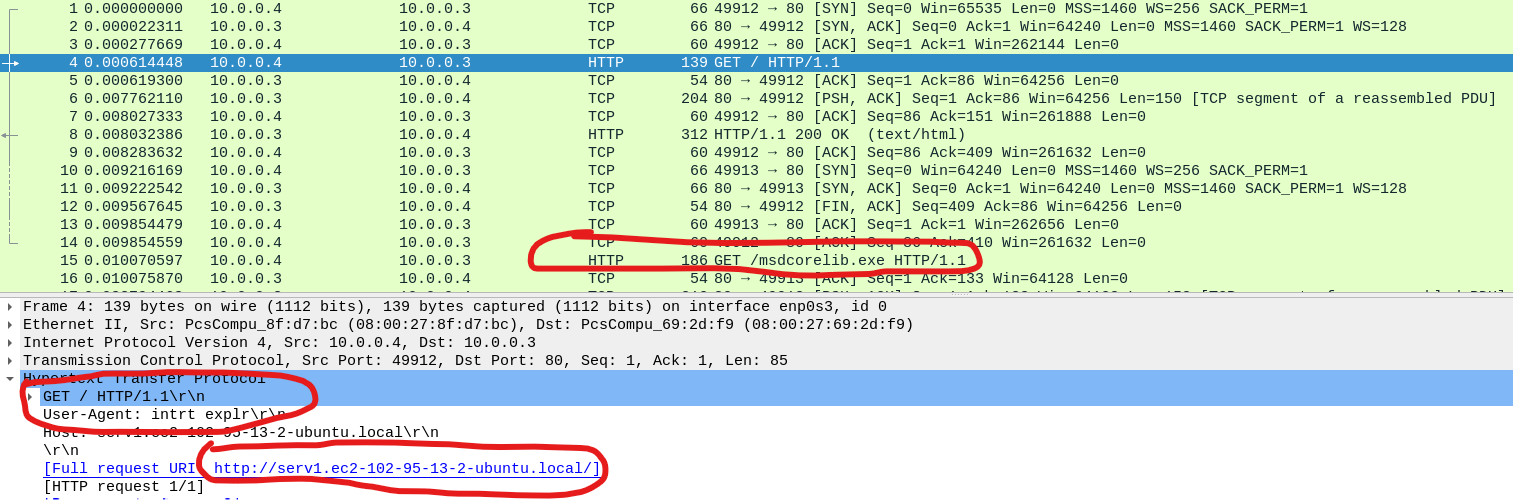 1 0.000000000 10.0.0.4 10.0.0.3 TCP 66 49912 → 80 [SYN] Seq=0 Win=65535 Len=0 MSS=1460 WS=256 SACK_PERM=1
2 0.000022311 10.0.0.3 10.0.0.4 TCP 66 80 → 49912 [SYN, ACK] Seq=0 Ack=1 Win=64240 Len=0 MSS=1460 SACK_PERM=1 WS=128
3 0.000277669 10.0.0.4 10.0.0.3 TCP 60 49912 → 80 [ACK] Seq=1 Ack=1 Win=262144 Len=0
4 0.000614448 10.0.0.4 10.0.0.3 HTTP 139 GET / HTTP/1.1
5 0.000619300 10.0.0.3 10.0.0.4 TCP 54 80 → 49912 [ACK] Seq=1 Ack=86 Win=64256 Len=0
6 0.007762110 10.0.0.3 10.0.0.4 TCP 204 80 → 49912 [PSH, ACK] Seq=1 Ack=86 Win=64256 Len=150 [TCP segment of a reassembled PDU]
7 0.008027333 10.0.0.4 10.0.0.3 TCP 60 49912 → 80 [ACK] Seq=86 Ack=151 Win=261888 Len=0
8 0.008032386 10.0.0.3 10.0.0.4 HTTP 312 HTTP/1.1 200 OK (text/html)
9 0.008283632 10.0.0.4 10.0.0.3 TCP 60 49912 → 80 [ACK] Seq=86 Ack=409 Win=261632 Len=0
10 0.009216169 10.0.0.4 10.0.0.3 TCP 66 49913 → 80 [SYN] Seq=0 Win=64240 Len=0 MSS=1460 WS=256 SACK_PERM=1
11 0.009222542 10.0.0.3 10.0.0.4 TCP 66 80 → 49913 [SYN, ACK] Seq=0 Ack=1 Win=64240 Len=0 MSS=1460 SACK_PERM=1 WS=128
12 0.009567645 10.0.0.3 10.0.0.4 TCP 54 80 → 49912 [FIN, ACK] Seq=409 Ack=86 Win=64256 Len=0
13 0.009854479 10.0.0.4 10.0.0.3 TCP 60 49913 → 80 [ACK] Seq=1 Ack=1 Win=262656 Len=0
14 0.009854559 10.0.0.4 10.0.0.3 TCP 60 49912 → 80 [ACK] Seq=86 Ack=410 Win=261632 Len=0
15 0.010070597 10.0.0.4 10.0.0.3 HTTP 186 GET /msdcorelib.exe HTTP/1.1
16 0.010075870 10.0.0.3 10.0.0.4 TCP 54 80 → 49913 [ACK] Seq=1 Ack=133 Win=64128 Len=0
Frame 4: 139 bytes on wire (1112 bits), 139 bytes captured (1112 bits) on interface enp0s3, id 0
Ethernet II, Src: PcsCompu_8f:d7:bc (08:00:27:8f:d7:bc), Dst: PcsCompu_69:2d:f9 (08:00:27:69:2d:f9)
Internet Protocol Version 4, Src: 10.0.0.4, Dst: 10.0.0.3
Transmission Control Protocol, Src Port: 49912, Dst Port: 80, Seq: 1, Ack: 1, Len: 85
Hypertext Transfer Protocol
GET / HTTP/1.1\r\n
User-Agent: intrt explr\r\n
Host: serv1.ec2-102-95-13-2-ubuntu.local\r\n
\r\n
[Full request URI: http://serv1.ec2-102-95-13-2-ubuntu.local/]
[HTTP request 1/1]